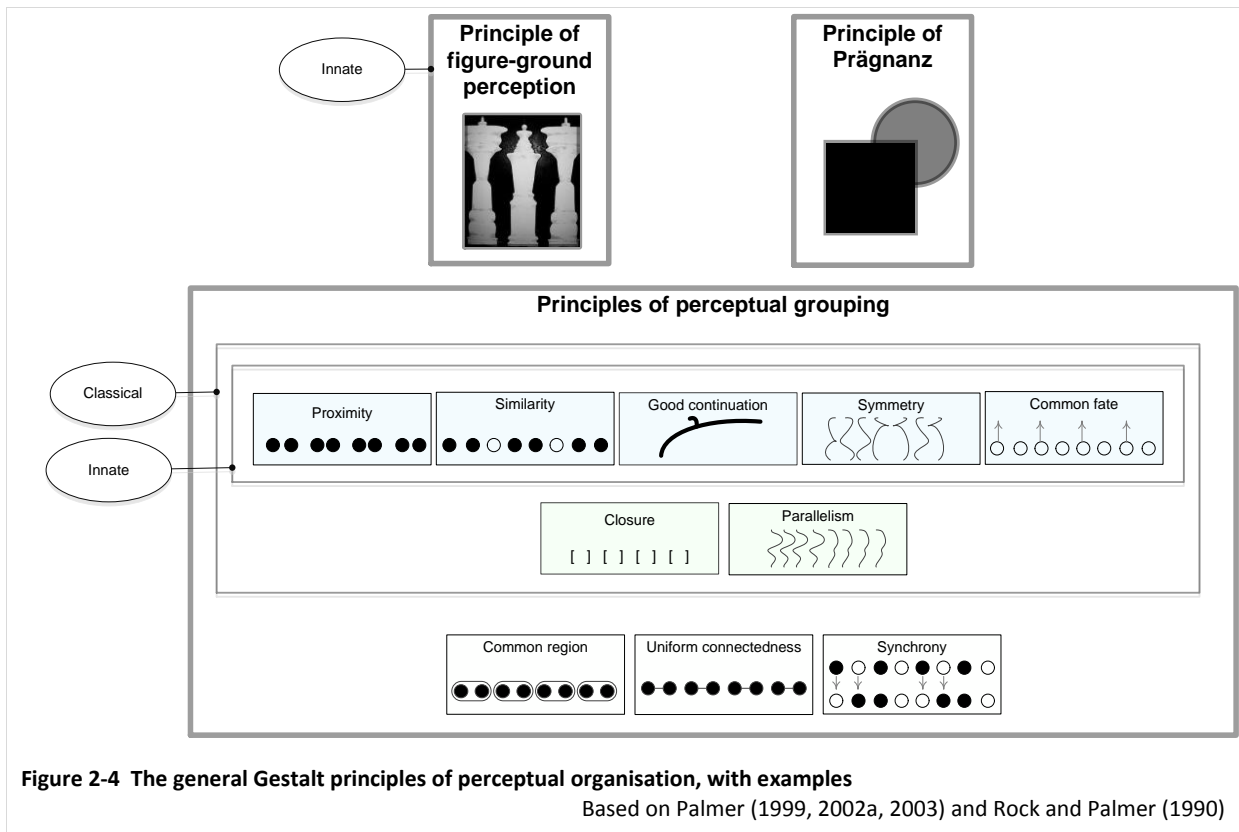 Principle of
figure-ground
perception
Principle of
Prägnanz
Innate
Principles of perceptual grouping
Classical
Innate
Proximity
Similarity
Good continuation
Symmetry
Common fate
Closure
[ ] [ ] [ ] [ ]
Parallelism
Common region
Uniform connectedness
Synchrony
Figure 2-4 The general Gestalt principles of perceptual organisation, with examples
Based on Palmer (1999, 2002a, 2003) and Rock and Palmer (1990)